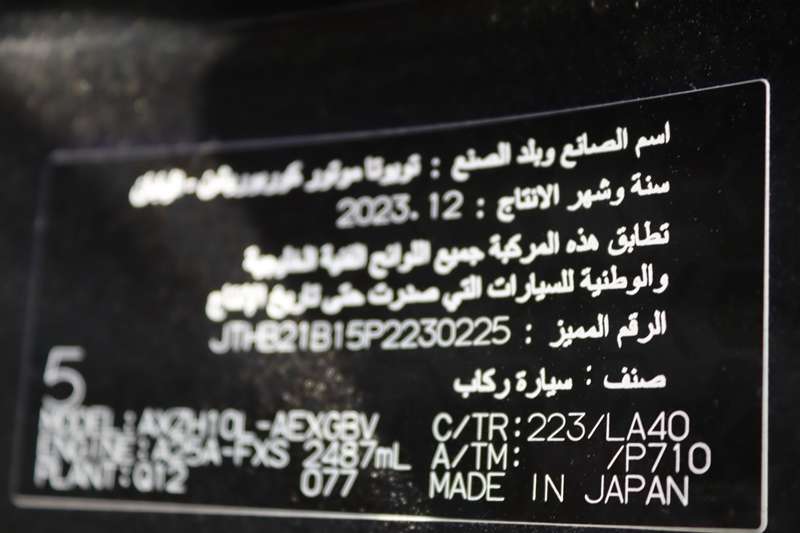 اسم الصانع وبلد الصنع : تويوتا موتور كوربوريشن - اليابان
سنة وشهر الانتاج : 2023.12
تطابق هذه المركبة جميع اللوائح الفنية الخليجية
والوطنية للسيارات التي صدرت حتى تاريخ الإنتاج
الرقم المميز : JTHB21B15P2230225
صنف : سيارة ركاب
5
MODEL:AXZH10L-AEXGBV C/TR:223/LA40
ENGINE:A25A-FXS 2487mL A/TM: /P710
PLANT:Q12 077 MADE IN JAPAN